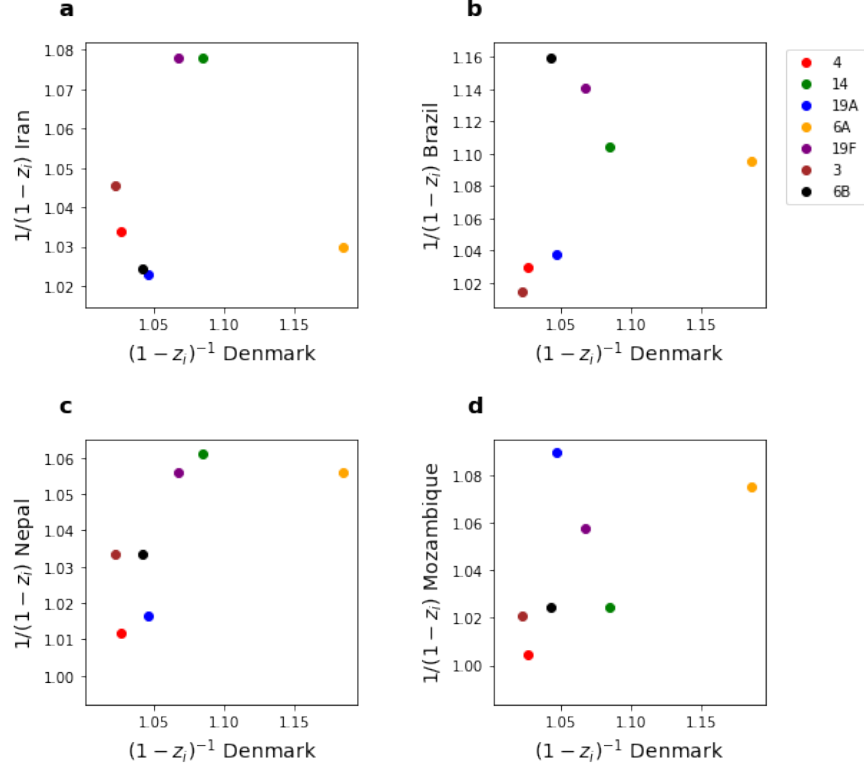 a
1.08
1.07
1.06
1.05
1.04
1.03
1.02
1/(1 − z_i) Iran
1.05 1.10 1.15
(1 − z_i)^{−1} Denmark
b
1.16
1.14
1.12
1.10
1.08
1.06
1.04
1.02
1/(1 − z_i) Brazil
1.05 1.10 1.15
(1 − z_i)^{−1} Denmark
4
14
19A
6A
19F
3
6B
c
1.06
1.05
1.04
1.03
1.02
1.01
1.00
1/(1 − z_i) Nepal
1.05 1.10 1.15
(1 − z_i)^{−1} Denmark
d
1.08
1.06
1.04
1.02
1.00
1/(1 − z_i) Mozambique
1.05 1.10 1.15
(1 − z_i)^{−1} Denmark